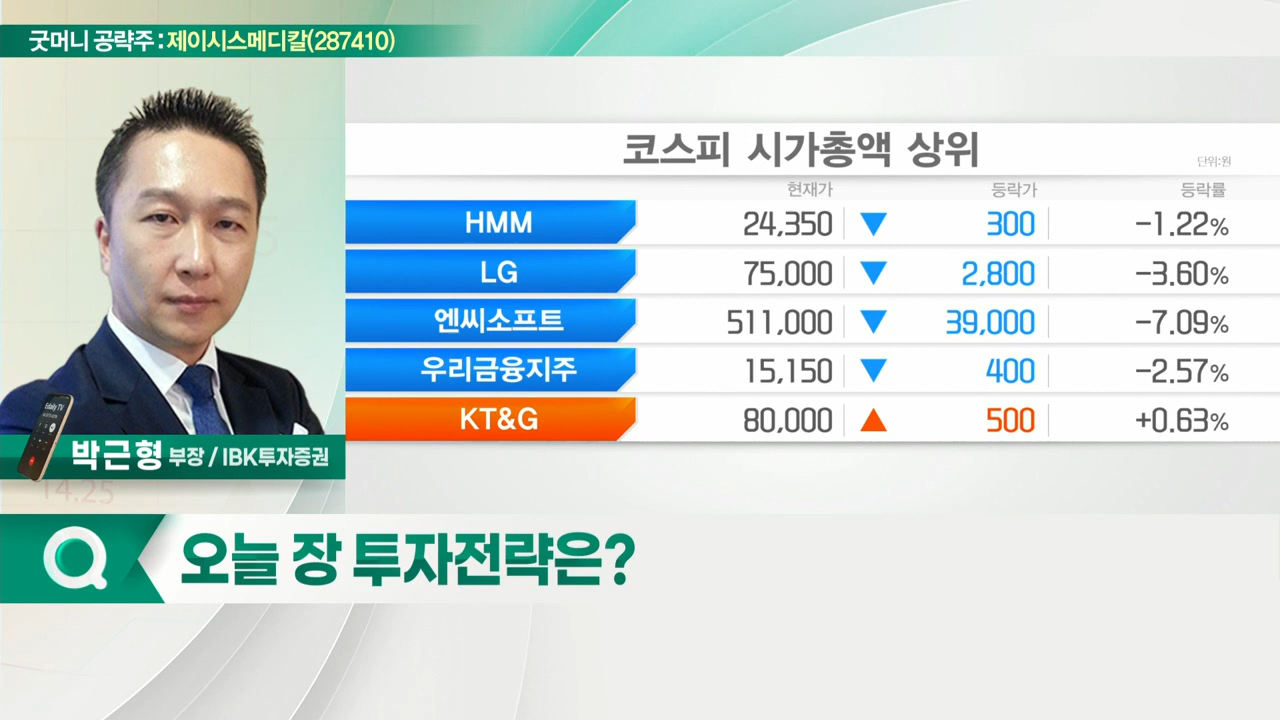 굿머니 공략주 : 제이시스메디칼(287410)
코스피 시가총액 상위
단위:원
현재가 등락가 등락률
HMM 24,350 ▼ 300 -1.22%
LG 75,000 ▼ 2,800 -3.60%
엔씨소프트 511,000 ▼ 39,000 -7.09%
우리금융지주 15,150 ▼ 400 -2.57%
KT&G 80,000 ▲ 500 +0.63%
Edaily TV
박근형 부장 / IBK투자증권
14.25
Q 오늘 장 투자전략은?